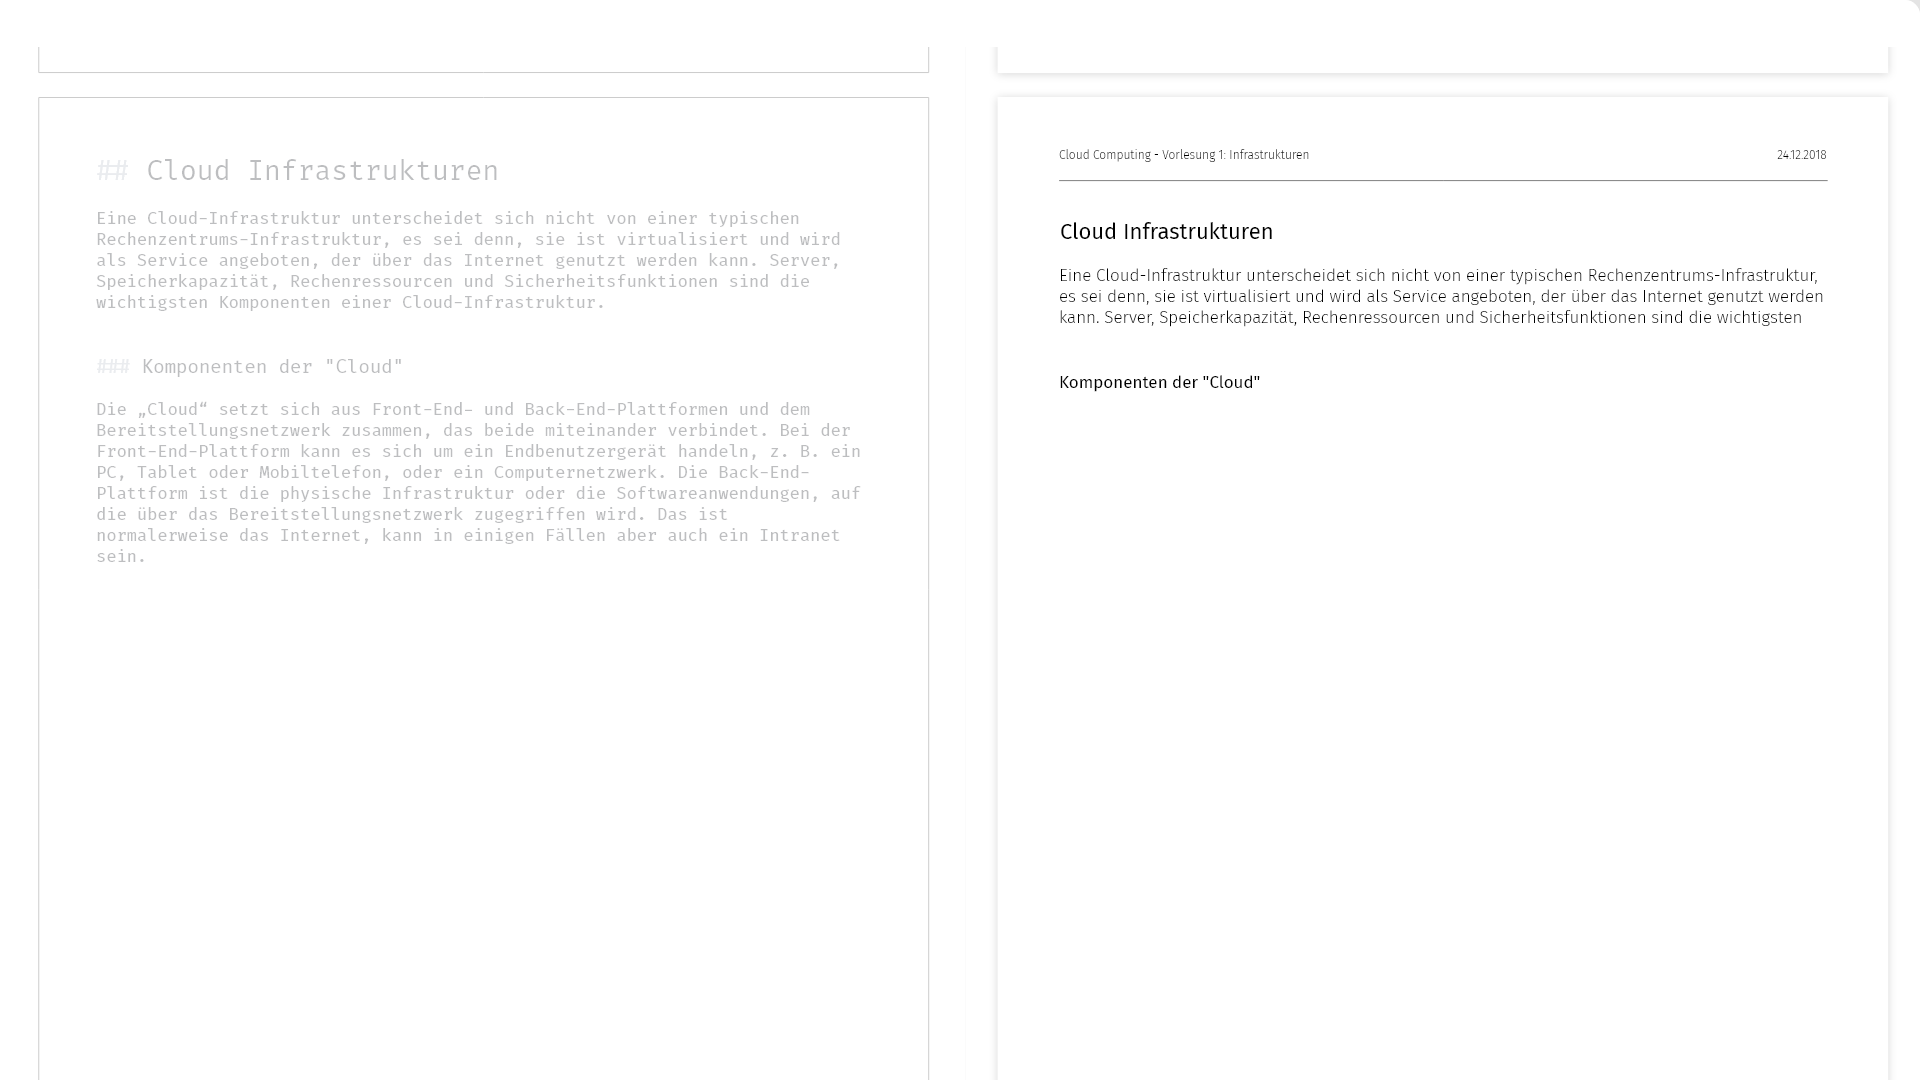 ## Cloud Infrastrukturen
Eine Cloud-Infrastruktur unterscheidet sich nicht von einer typischen
Rechenzentrums-Infrastruktur, es sei denn, sie ist virtualisiert und wird
als Service angeboten, der über das Internet genutzt werden kann. Server,
Speicherkapazität, Rechenressourcen und Sicherheitsfunktionen sind die
wichtigsten Komponenten einer Cloud-Infrastruktur.
### Komponenten der "Cloud"
Die „Cloud“ setzt sich aus Front-End- und Back-End-Plattformen und dem
Bereitstellungsnetzwerk zusammen, das beide miteinander verbindet. Bei der
Front-End-Plattform kann es sich um ein Endbenutzergerät handeln, z. B. ein
PC, Tablet oder Mobiltelefon, oder ein Computernetzwerk. Die Back-End-
Plattform ist die physische Infrastruktur oder die Softwareanwendungen, auf
die über das Bereitstellungsnetzwerk zugegriffen wird. Das ist
normalerweise das Internet, kann in einigen Fällen aber auch ein Intranet
sein.
Cloud Computing - Vorlesung 1: Infrastrukturen 24.12.2018
Cloud Infrastrukturen
Eine Cloud-Infrastruktur unterscheidet sich nicht von einer typischen Rechenzentrums-Infrastruktur,
es sei denn, sie ist virtualisiert und wird als Service angeboten, der über das Internet genutzt werden
kann. Server, Speicherkapazität, Rechenressourcen und Sicherheitsfunktionen sind die wichtigsten
Komponenten der "Cloud"